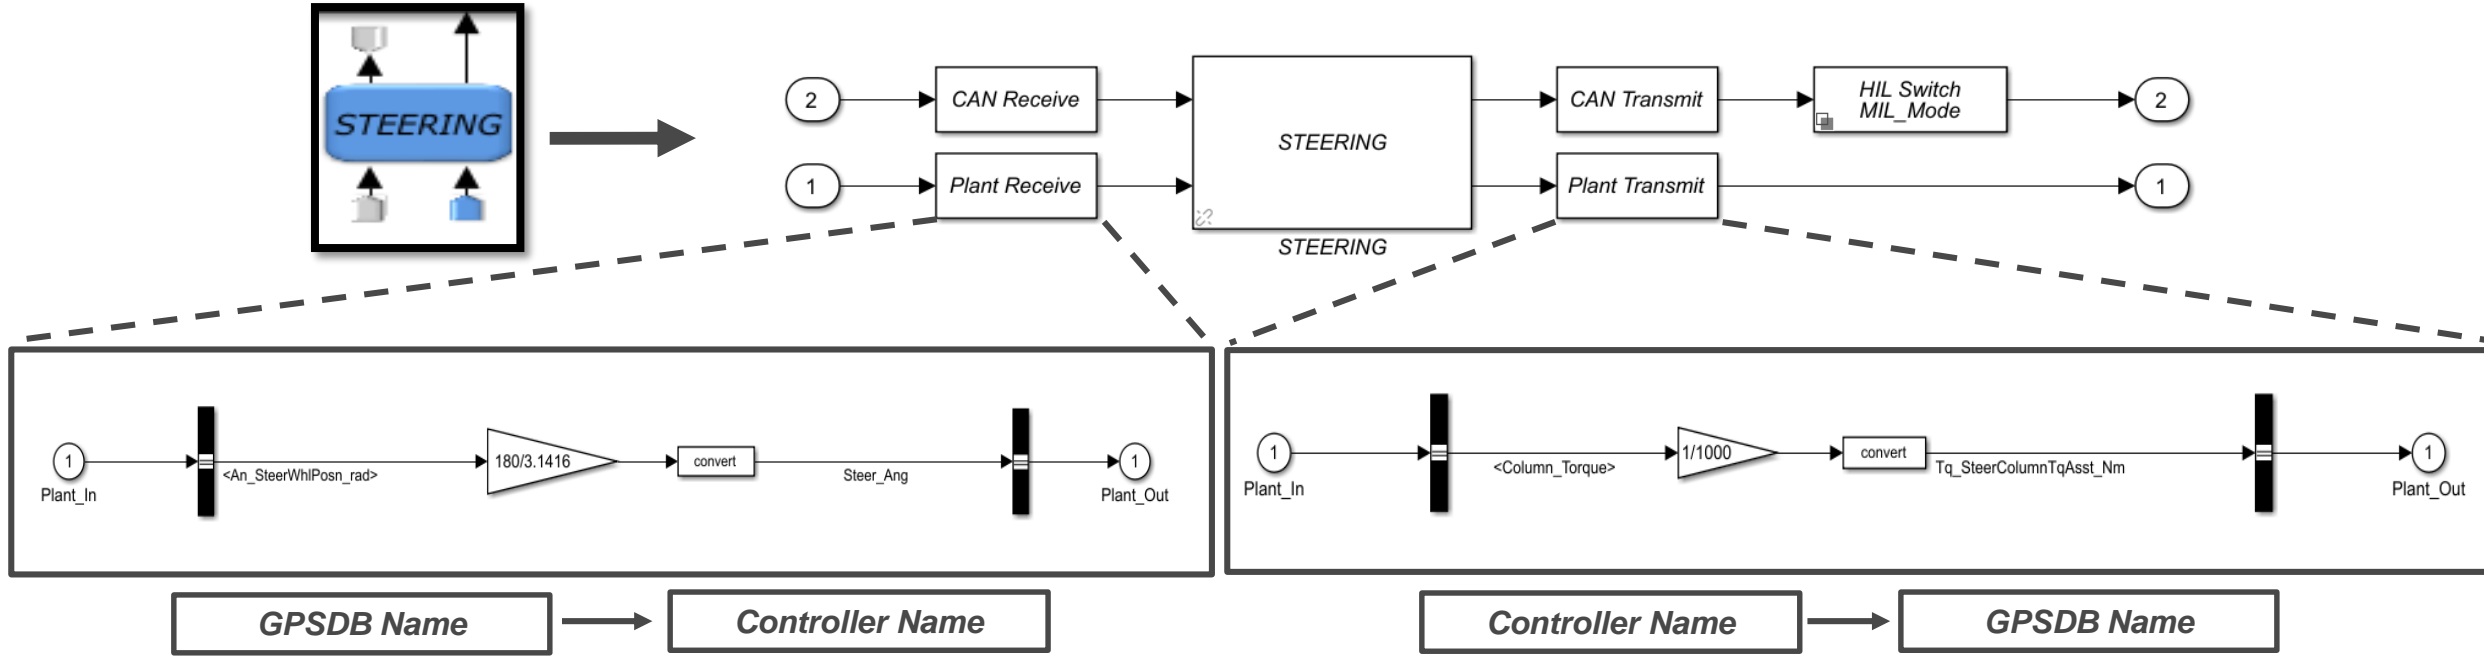 STEERING
2
CAN Receive
STEERING
CAN Transmit
HIL Switch
MIL_Mode
2
1
Plant Receive
Plant Transmit
1
STEERING
1
Plant_In
<An_SteerWhlPosn_rad>
180/3.1416
convert
Steer_Ang
1
Plant_Out
1
Plant_In
<Column_Torque>
1/1000
convert
Tq_SteerColumnTqAsst_Nm
1
Plant_Out
GPSDB Name
Controller Name
Controller Name
GPSDB Name